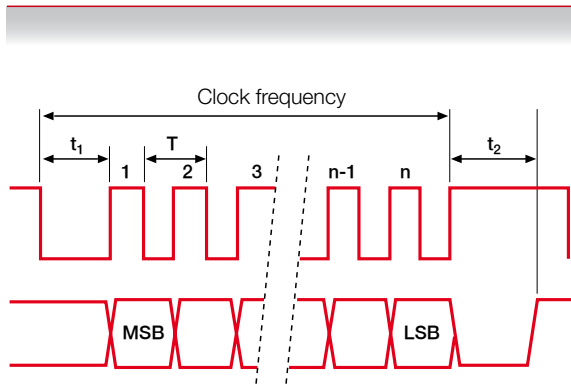 Clock frequency
t₁ T t₂
1 2 3 n-1 n
MSB LSB